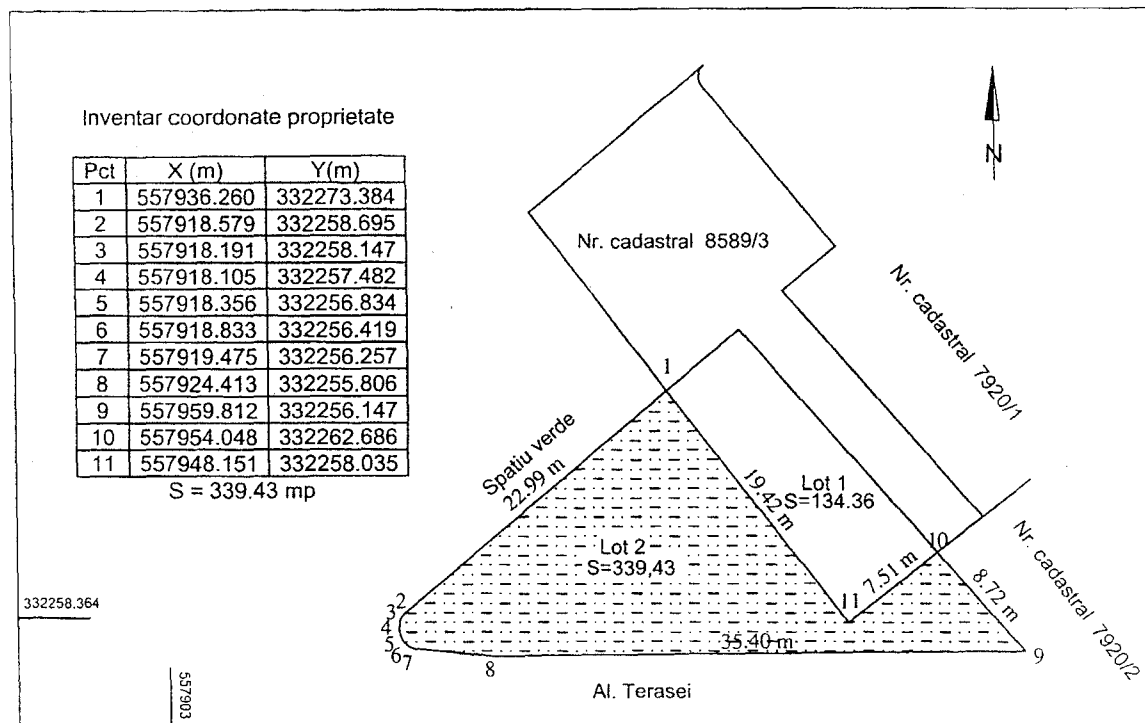 Inventar coordonate proprietate
Pct X (m) Y(m)
1 557936.260 332273.384
2 557918.579 332258.695
3 557918.191 332258.147
4 557918.105 332257.482
5 557918.356 332256.834
6 557918.833 332256.419
7 557919.475 332256.257
8 557924.413 332255.806
9 557959.812 332256.147
10 557954.048 332262.686
11 557948.151 332258.035
S = 339.43 mp
N
Nr. cadastral 8589/3
Nr. cadastral 7920/1
1
Spatiu verde
22.99 m
19.42 m
Lot 1
S=134.36
Lot 2
S=339,43
10
7.51 m
8.72 m
Nr. cadastral 7920/2
11
2
3
4
5
6
7
8
35.40 m
9
Al. Terasei
332258.364
557903